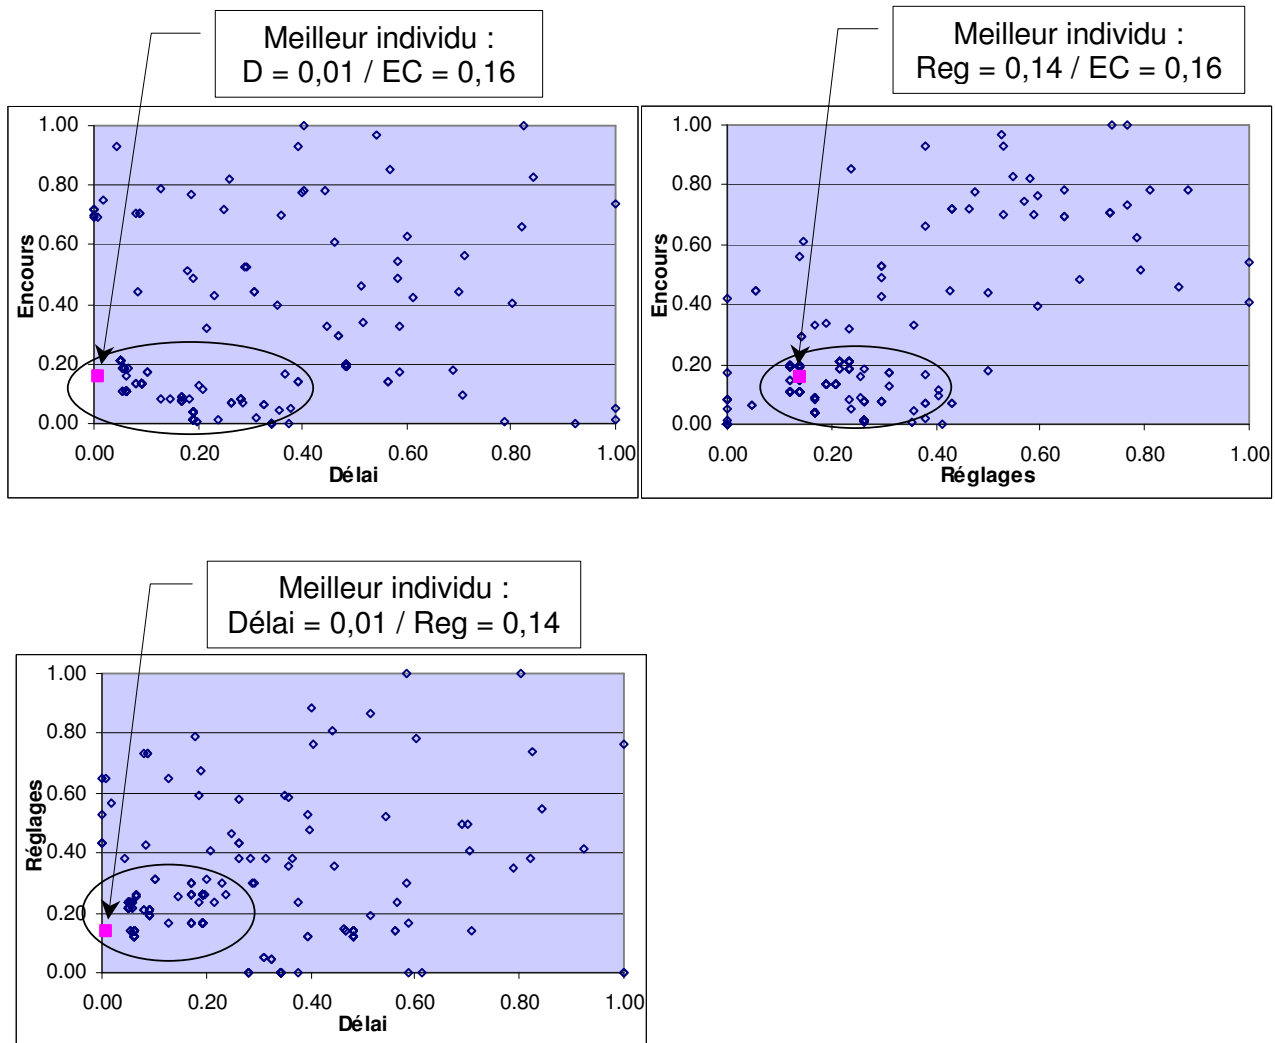 Meilleur individu :
D = 0,01 / EC = 0,16
Meilleur individu :
Reg = 0,14 / EC = 0,16
1.00
0.80
0.60
0.40
0.20
0.00
Encours
0.00 0.20 0.40 0.60 0.80 1.00
Délai
1.00
0.80
0.60
0.40
0.20
0.00
Encours
0.00 0.20 0.40 0.60 0.80 1.00
Réglages
Meilleur individu :
Délai = 0,01 / Reg = 0,14
1.00
0.80
0.60
0.40
0.20
0.00
Réglages
0.00 0.20 0.40 0.60 0.80 1.00
Délai